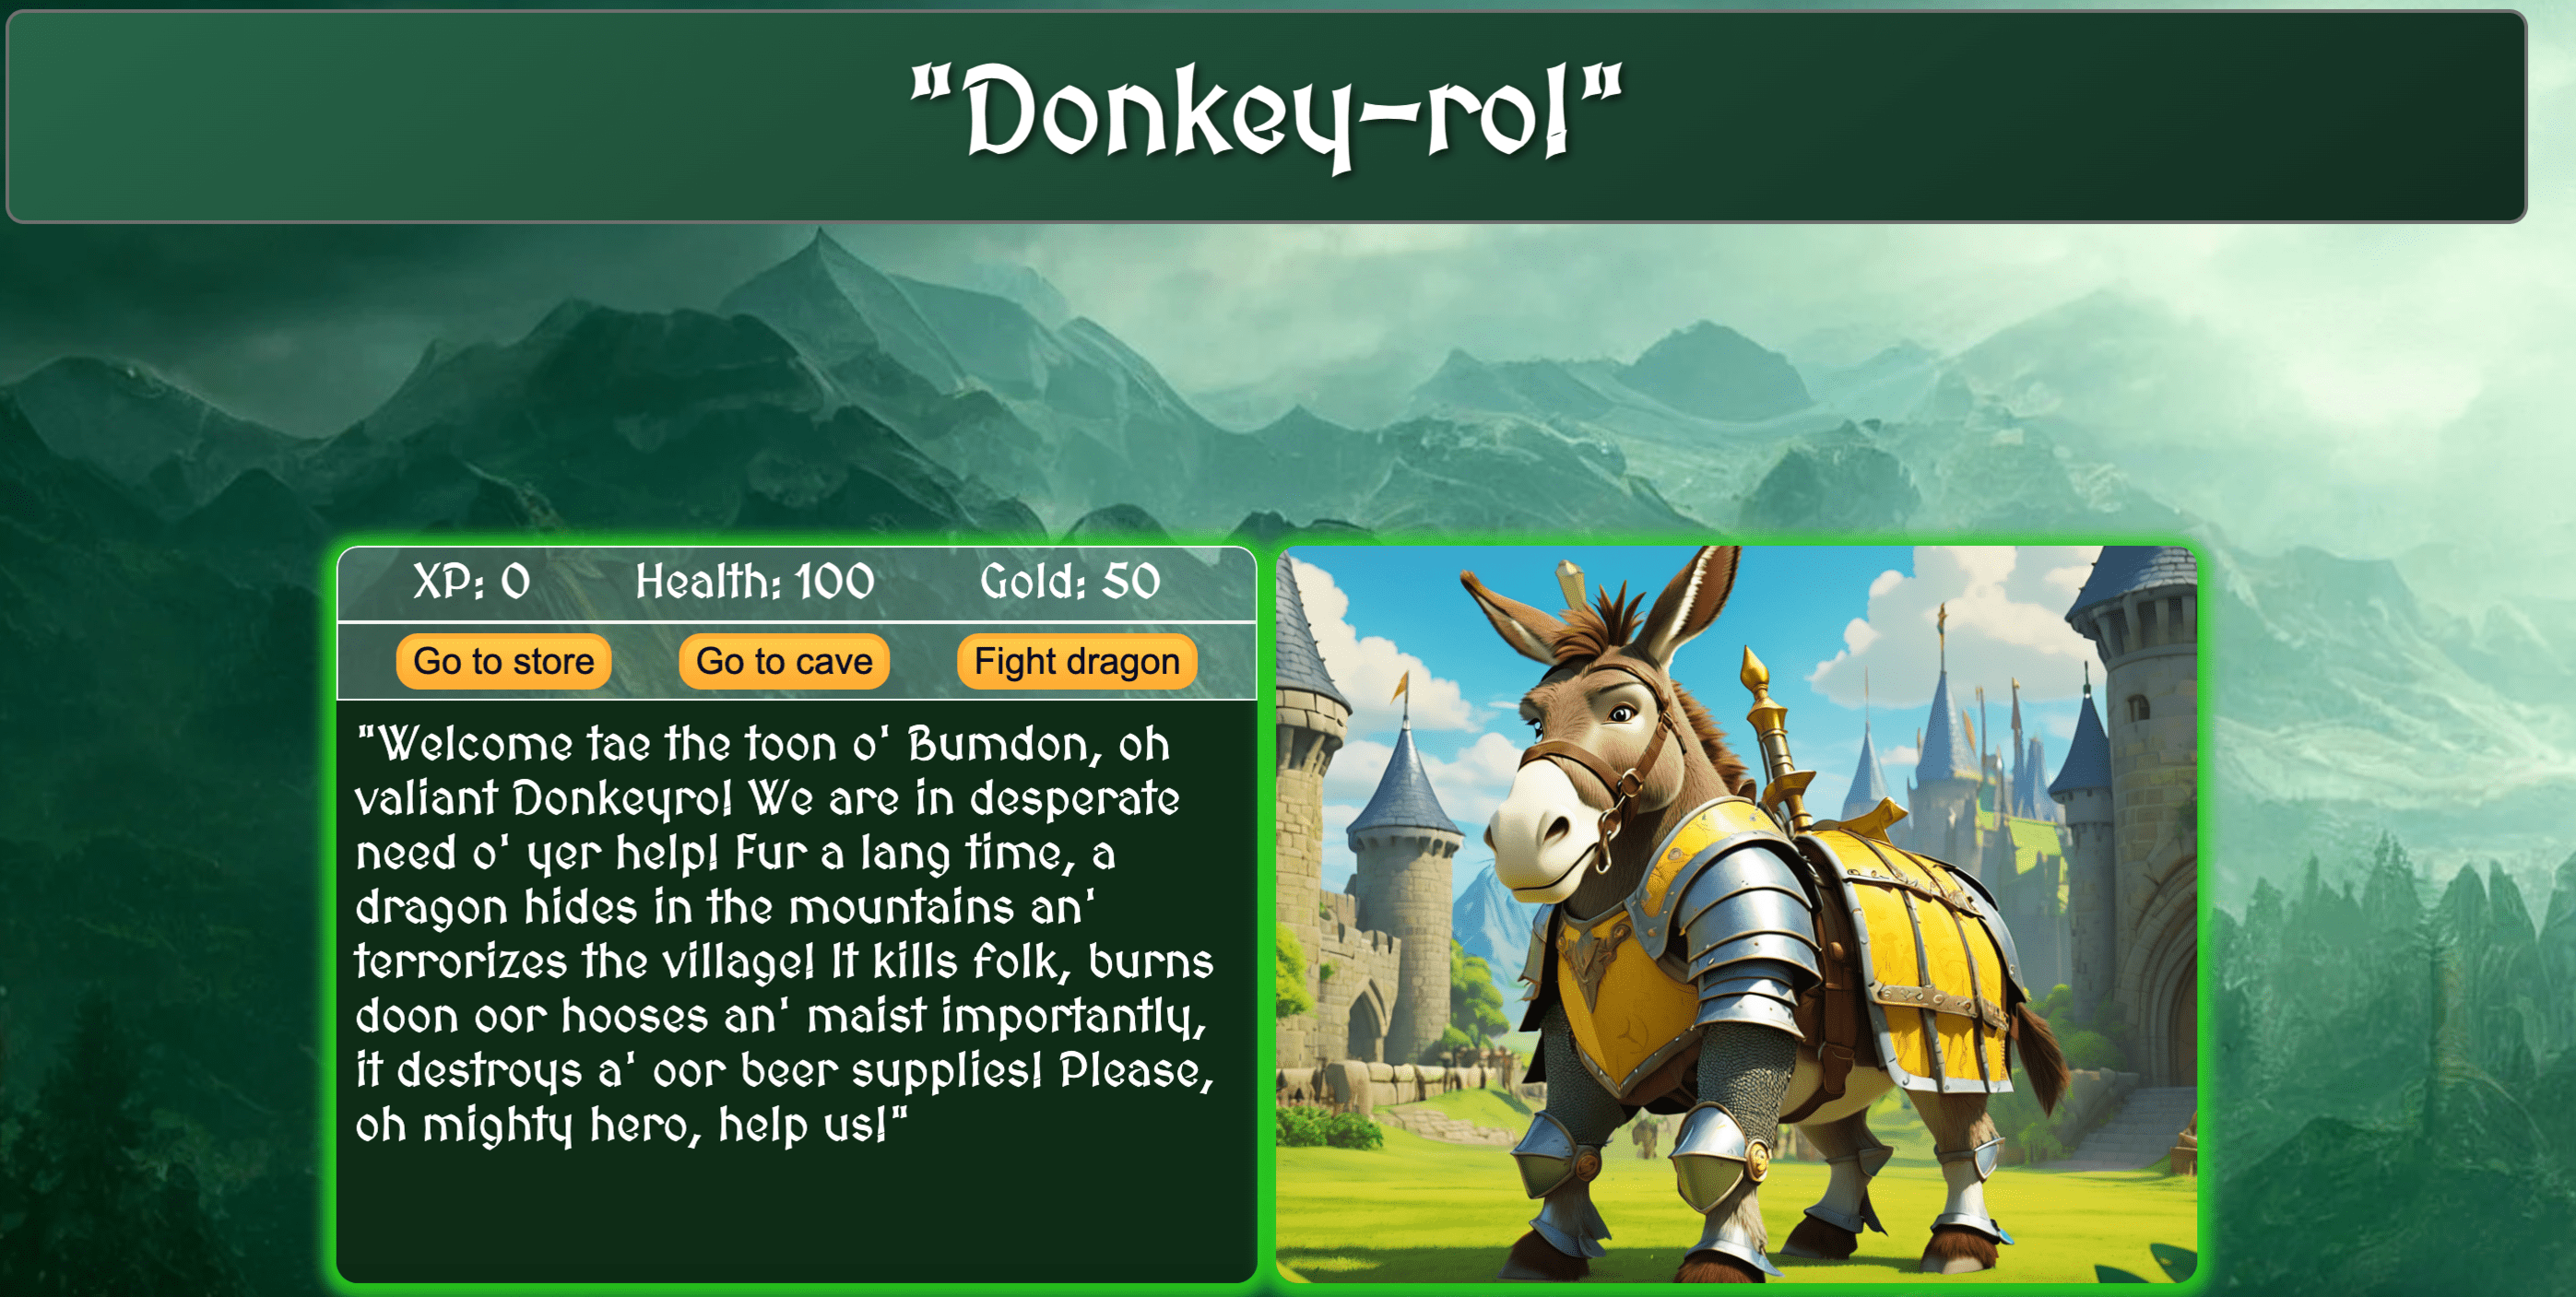 "Donkey-ro!"
XP: 0 Health: 100 Gold: 50
Go to store Go to cave Fight dragon
"Welcome tae the toon o' Bumdon, oh
valiant Donkeyro! We are in desperate
need o' yer help! Fur a lang time, a
dragon hides in the mountains an'
terrorizes the village! It kills folk, burns
doon oor hooses an' maist importantly,
it destroys a' oor beer supplies! Please,
oh mighty hero, help us!"